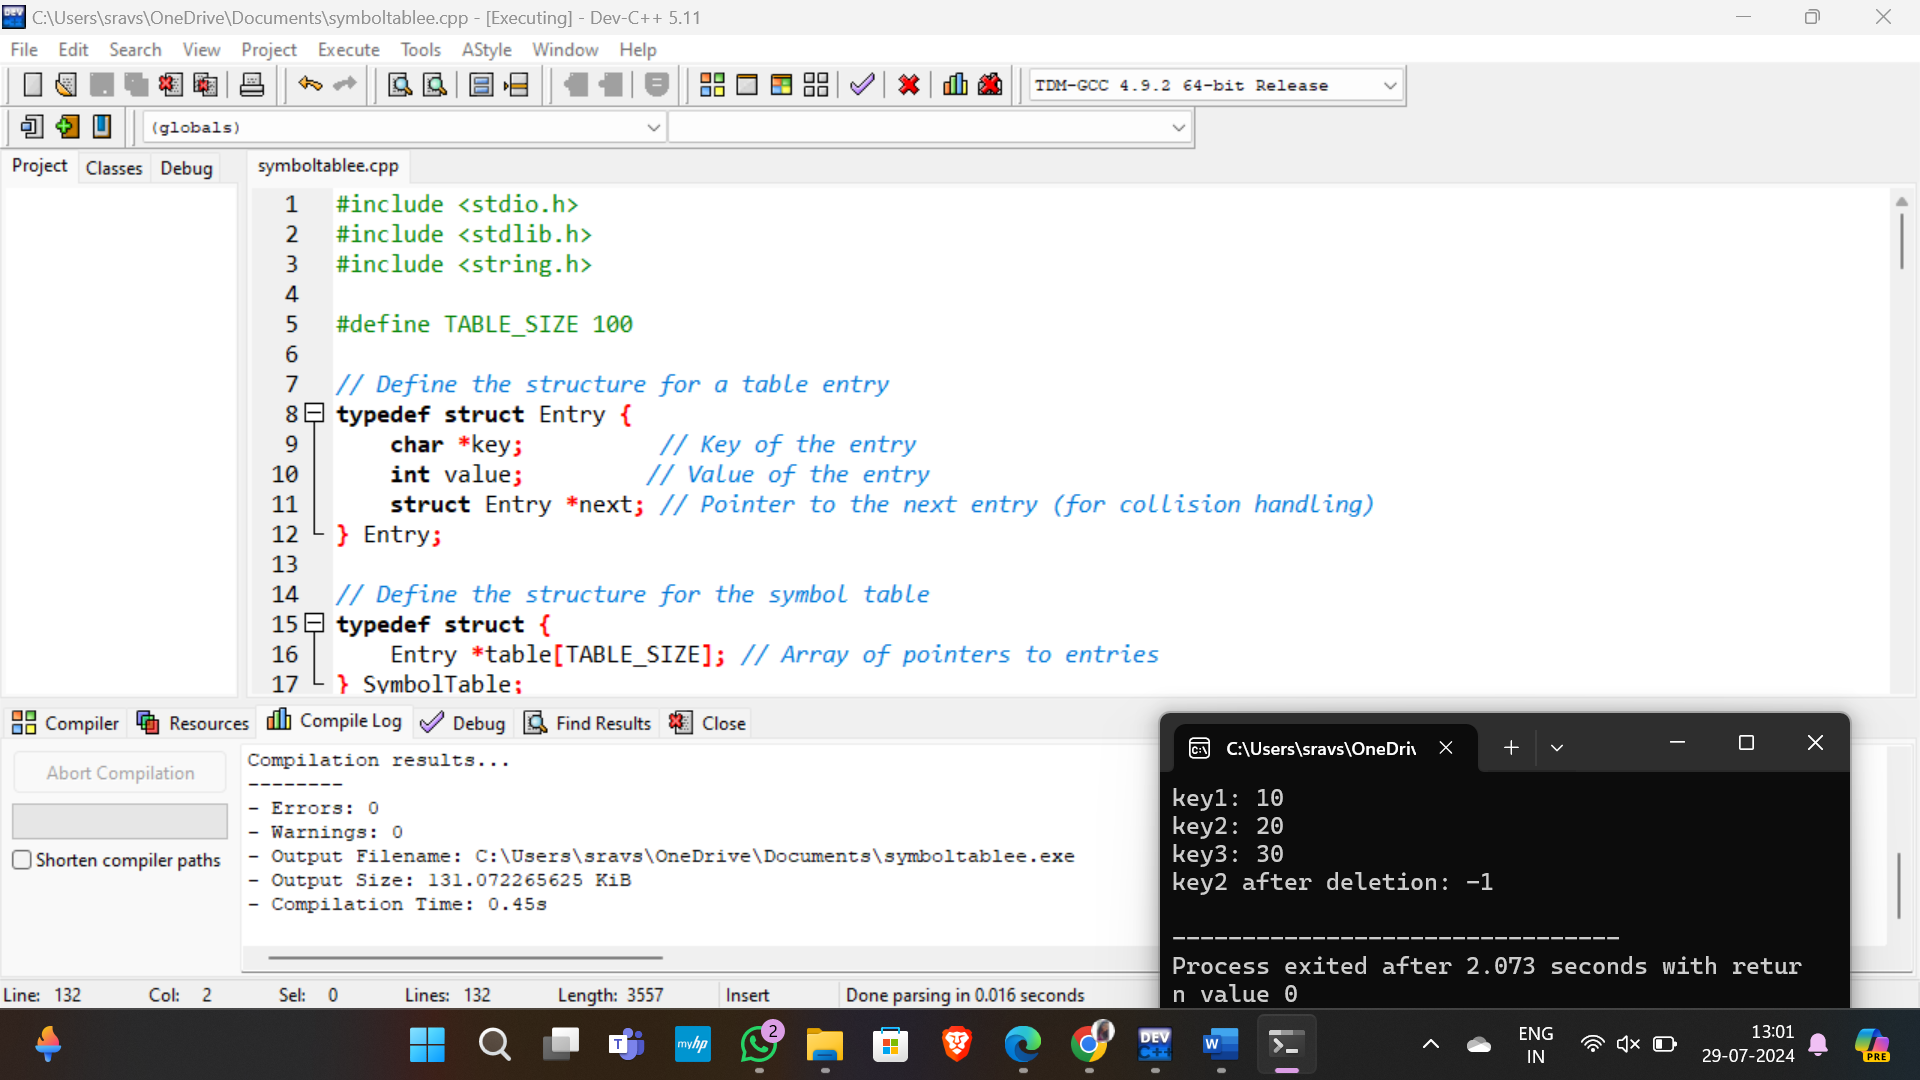 C:\Users\sravs\OneDrive\Documents\symboltablee.cpp - [Executing] - Dev-C++ 5.11
File Edit Search View Project Execute Tools AStyle Window Help
TDM-GCC 4.9.2 64-bit Release
(globals)
Project Classes Debug
symboltablee.cpp
1 #include <stdio.h>
2 #include <stdlib.h>
3 #include <string.h>
4
5 #define TABLE_SIZE 100
6
7 // Define the structure for a table entry
8 typedef struct Entry {
9 char *key; // Key of the entry
10 int value; // Value of the entry
11 struct Entry *next; // Pointer to the next entry (for collision handling)
12 } Entry;
13
14 // Define the structure for the symbol table
15 typedef struct {
16 Entry *table[TABLE_SIZE]; // Array of pointers to entries
17 } SymbolTable;
Compiler Resources Compile Log Debug Find Results Close
Abort Compilation
Shorten compiler paths
Compilation results...
--------
- Errors: 0
- Warnings: 0
- Output Filename: C:\Users\sravs\OneDrive\Documents\symboltablee.exe
- Output Size: 131.072265625 KiB
- Compilation Time: 0.45s
C:\Users\sravs\OneDriv
key1: 10
key2: 20
key3: 30
key2 after deletion: -1
--------------------------------
Process exited after 2.073 seconds with retur
n value 0
Line: 132 Col: 2 Sel: 0 Lines: 132 Length: 3557 Insert Done parsing in 0.016 seconds
T
myhp
2
DEV
C++
W
ENG
IN
13:01
29-07-2024
PRE